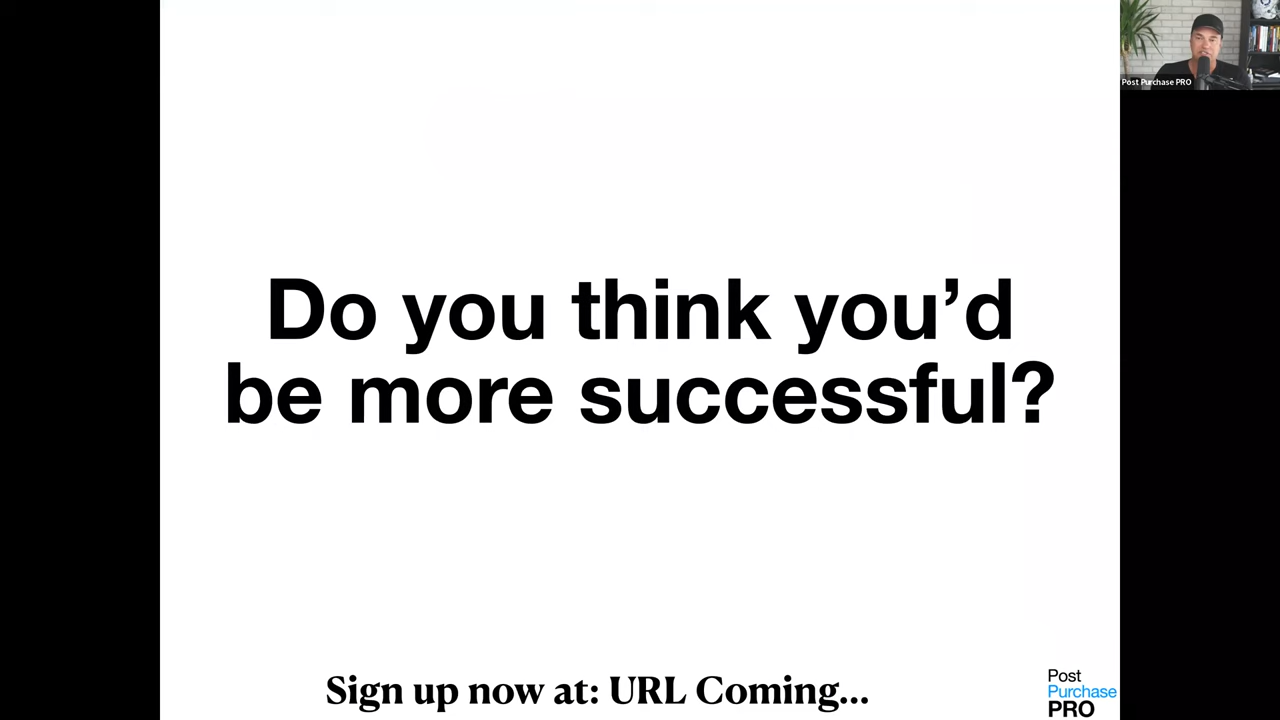 Post Purchase PRO
Do you think you’d
be more successful?
Sign up now at: URL Coming...
Post
Purchase
PRO